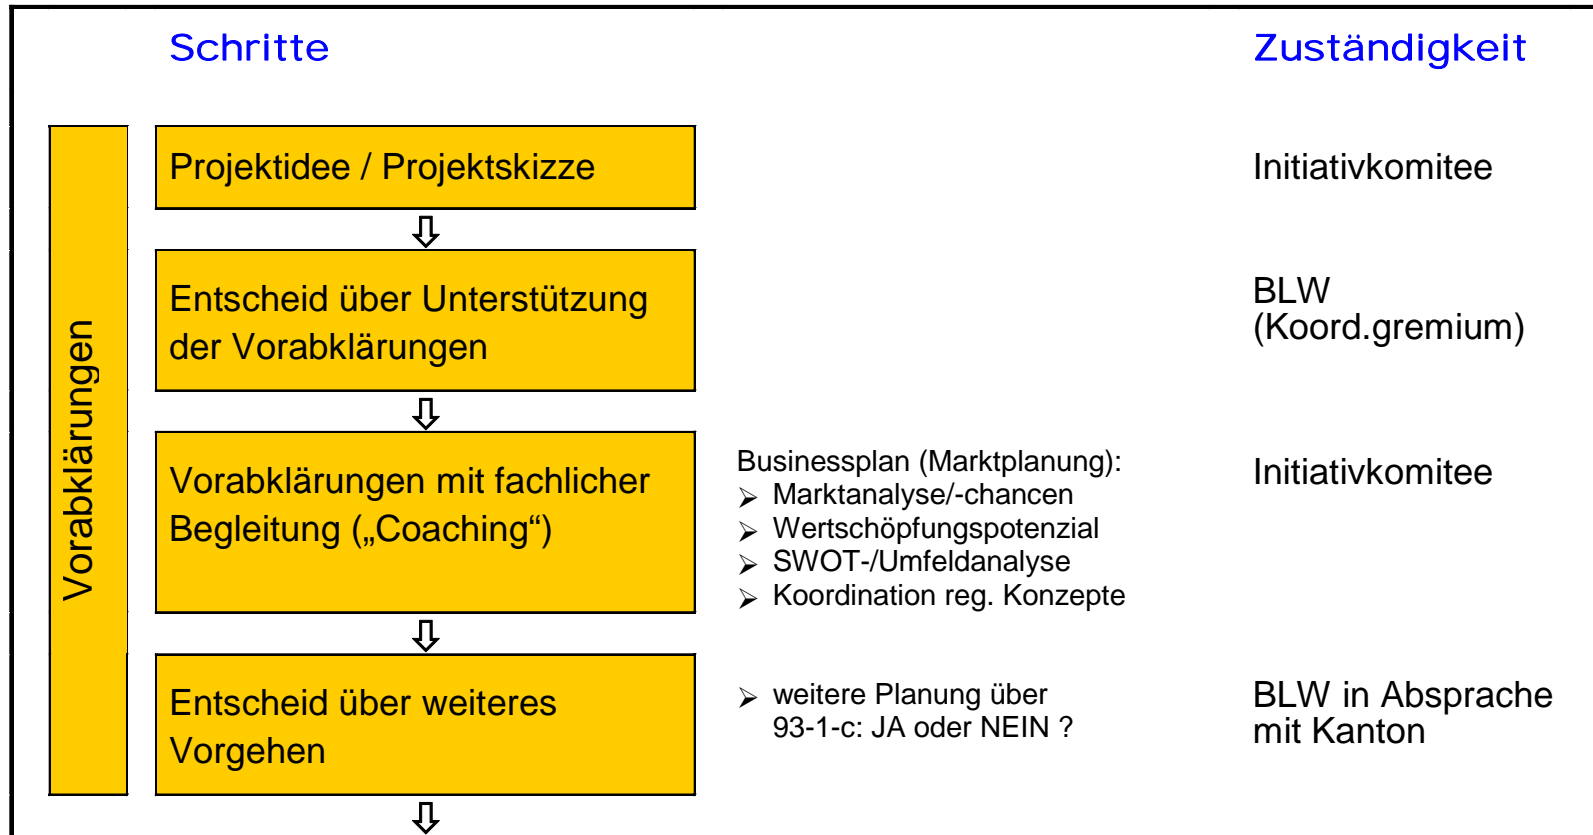 Schritte
Zuständigkeit
Vorabklärungen
Projektidee / Projektskizze
Initiativkomitee
Entscheid über Unterstützung
der Vorabklärungen
BLW
(Koord.gremium)
Vorabklärungen mit fachlicher
Begleitung („Coaching“)
Businessplan (Marktplanung):
➢ Marktanalyse/-chancen
➢ Wertschöpfungspotenzial
➢ SWOT-/Umfeldanalyse
➢ Koordination reg. Konzepte
Initiativkomitee
Entscheid über weiteres
Vorgehen
➢ weitere Planung über
93-1-c: JA oder NEIN ?
BLW in Absprache
mit Kanton